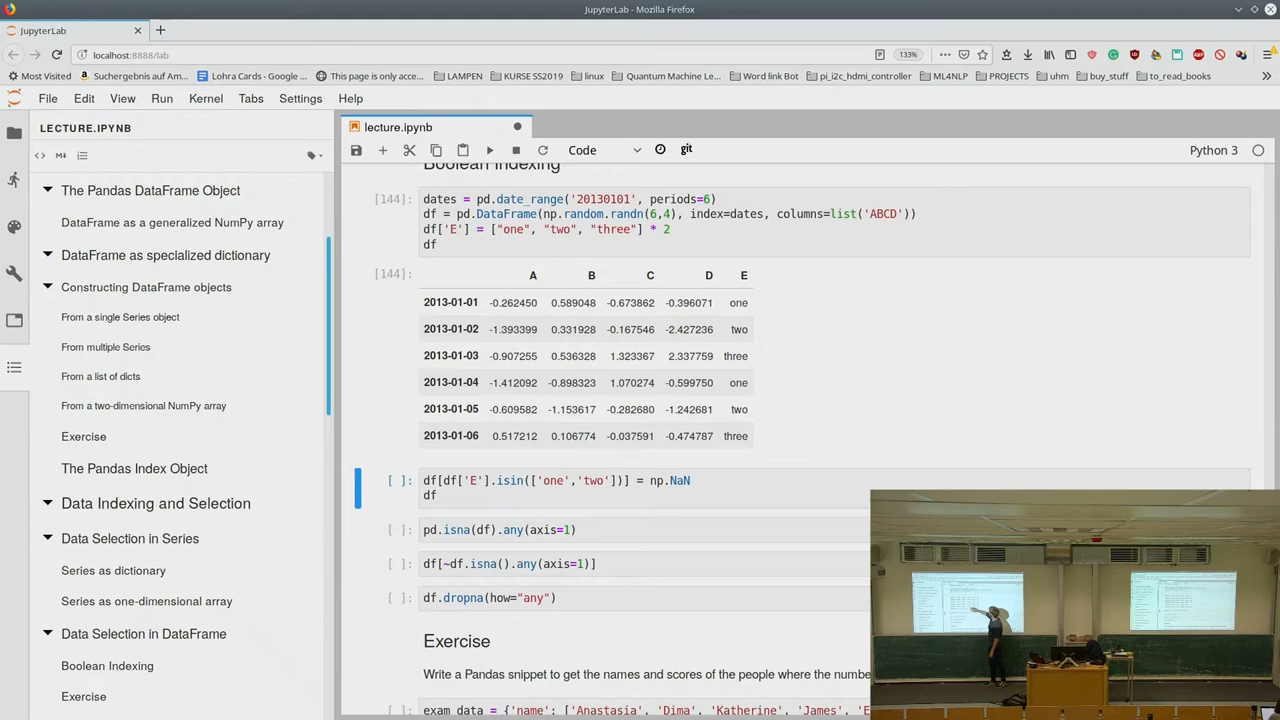 JupyterLab - Mozilla Firefox
JupyterLab
localhost:8888/lab
133%
Most Visited
Suchergebnis auf Am...
Lohra Cards - Google ...
This page is only acce...
LAMPEN
KURSE SS2019
linux
Quantum Machine Le...
Word link Bot
pi_i2c_hdmi_controller
ML4NLP
PROJECTS
uhm
buy_stuff
to_read_books
File Edit View Run Kernel Tabs Settings Help
LECTURE.IPYNB
The Pandas DataFrame Object
DataFrame as a generalized NumPy array
DataFrame as specialized dictionary
Constructing DataFrame objects
From a single Series object
From multiple Series
From a list of dicts
From a two-dimensional NumPy array
Exercise
The Pandas Index Object
Data Indexing and Selection
Data Selection in Series
Series as dictionary
Series as one-dimensional array
Data Selection in DataFrame
Boolean Indexing
Exercise
lecture.ipynb
Code
git
Python 3
Boolean Indexing
[144]: dates = pd.date_range('20130101', periods=6)
df = pd.DataFrame(np.random.randn(6,4), index=dates, columns=list('ABCD'))
df['E'] = ["one", "two", "three"] * 2
df
[144]: A B C D E
2013-01-01 -0.262450 0.589048 -0.673862 -0.396071 one
2013-01-02 -1.393399 0.331928 -0.167546 -2.427236 two
2013-01-03 -0.907255 0.536328 1.323367 2.337759 three
2013-01-04 -1.412092 -0.898323 1.070274 -0.599750 one
2013-01-05 -0.609582 -1.153617 -0.282680 -1.242681 two
2013-01-06 0.517212 0.106774 -0.037591 -0.474787 three
[ ]: df[df['E'].isin(['one','two'])] = np.NaN
df
[ ]: pd.isna(df).any(axis=1)
[ ]: df[~df.isna().any(axis=1)]
[ ]: df.dropna(how="any")
Exercise
Write a Pandas snippet to get the names and scores of the people where the numbe
[ ]: exam_data = {'name': ['Anastasia', 'Dima', 'Katherine', 'James', 'E